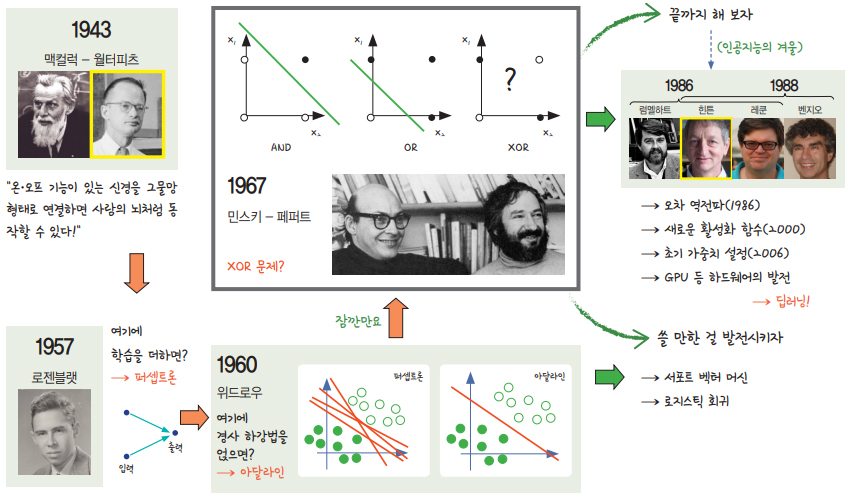 1943
맥컬럭 – 월터피츠
"온·오프 기능이 있는 신경을 그물망
형태로 연결하면 사람의 뇌처럼 동
작할 수 있다!"
1957
로젠블랫
여기에
학습을 더하면?
→ 퍼셉트론
입력
출력
1960
위드로우
여기에
경사 하강법을
얹으면?
→ 아달라인
퍼셉트론
아달라인
잠깐만요
x₁
x₂
AND
x₁
x₂
OR
x₁
?
x₂
XOR
1967
민스키 – 페퍼트
XOR 문제?
끝까지 해 보자
(인공지능의 겨울)
1986
1988
럼멜하트
힌튼
레쿤
벤지오
→ 오차 역전파(1986)
→ 새로운 활성화 함수(2000)
→ 초기 가중치 설정(2006)
→ GPU 등 하드웨어의 발전
→ 딥러닝!
쓸 만한 걸 발전시키자
→ 서포트 벡터 머신
→ 로지스틱 회귀